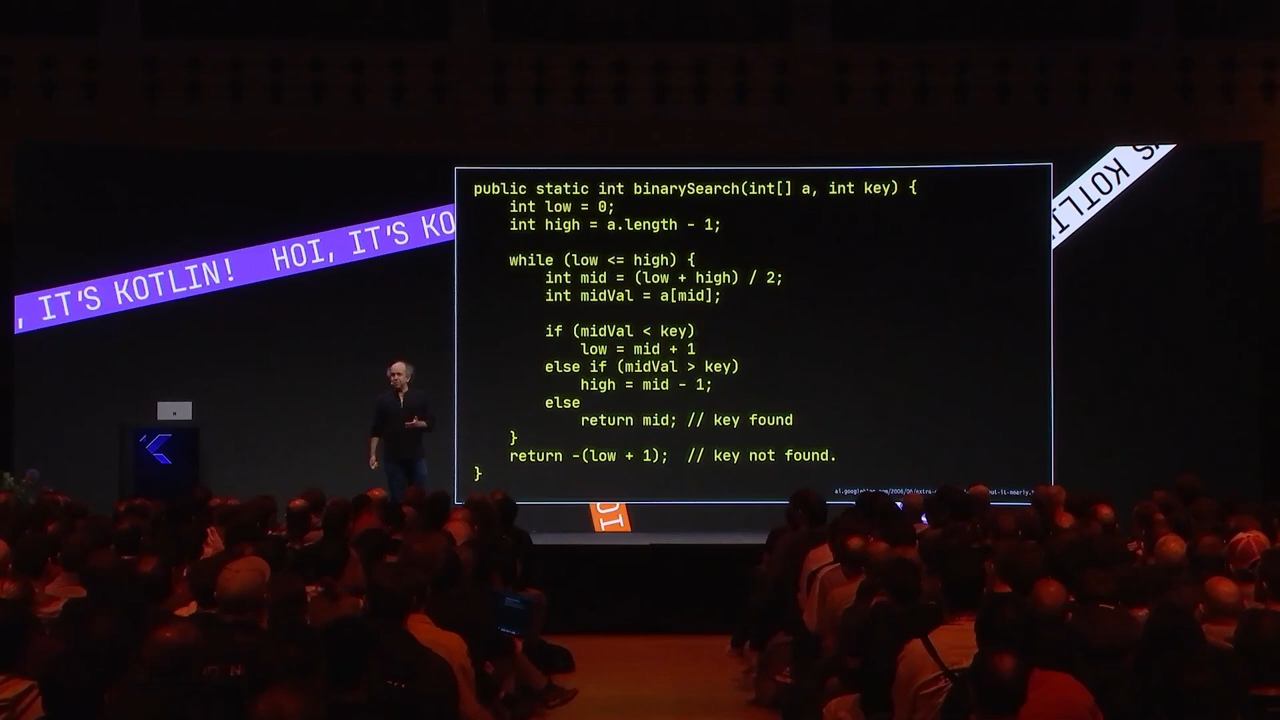 , IT'S KOTLIN! HOI, IT'S KO
S KOTLI
public static int binarySearch(int[] a, int key) {
int low = 0;
int high = a.length - 1;
while (low <= high) {
int mid = (low + high) / 2;
int midVal = a[mid];
if (midVal < key)
low = mid + 1
else if (midVal > key)
high = mid - 1;
else
return mid; // key found
}
return -(low + 1);  // key not found.
}
OI